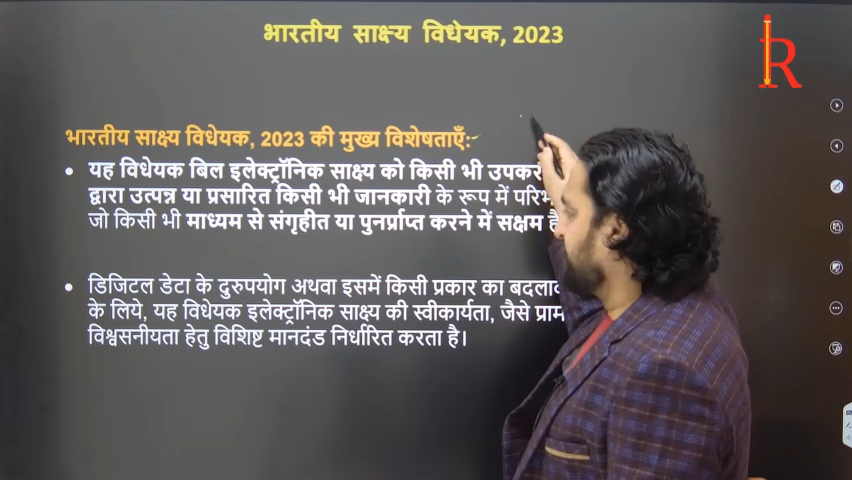 भारतीय साक्ष्य विधेयक, 2023
R
भारतीय साक्ष्य विधेयक, 2023 की मुख्य विशेषताएँ:
यह विधेयक बिल इलेक्ट्रॉनिक साक्ष्य को किसी भी
द्वारा उत्पन्न या प्रसारित किसी भी जानकारी के रूप में
जो किसी भी माध्यम से संगृहीत या पुनर्प्राप्त करने में सक्षम
डिजिटल डेटा के दुरुपयोग अथवा इसमें किसी प्रकार का
के लिये, यह विधेयक इलेक्ट्रॉनिक साक्ष्य की स्वीकार्यता, जैसे
विश्वसनीयता हेतु विशिष्ट मानदंड निर्धारित करता है।